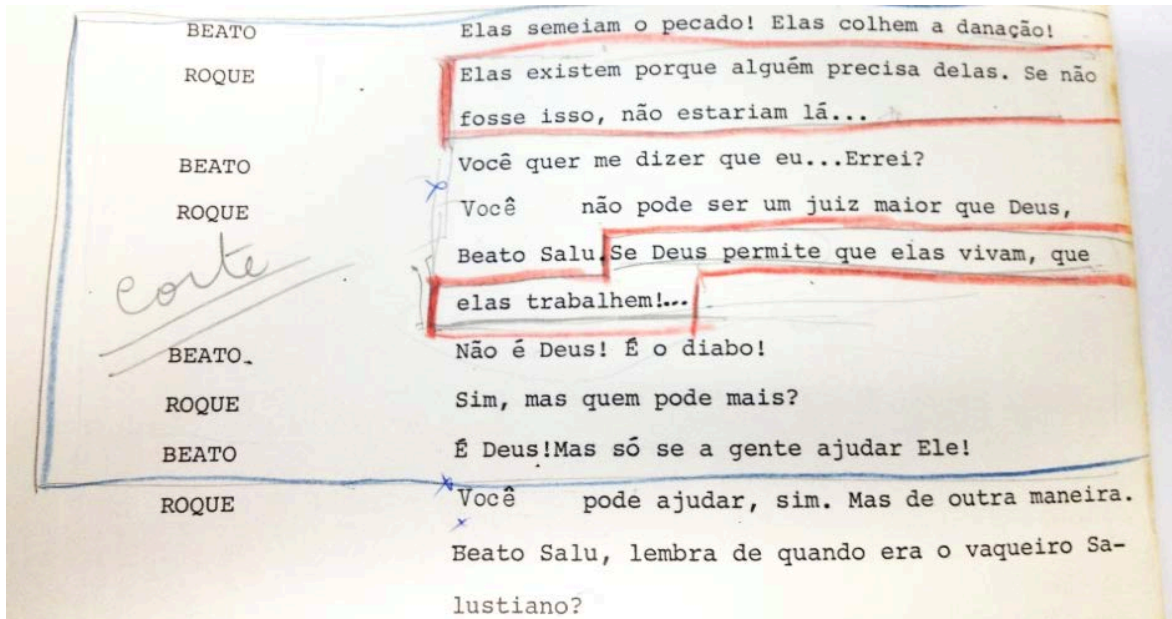 BEATO Elas semeiam o pecado! Elas colhem a danação!
ROQUE Elas existem porque alguém precisa delas. Se não
fosse isso, não estariam lá...
BEATO Você quer me dizer que eu...Errei?
ROQUE Você não pode ser um juiz maior que Deus,
Beato Salu.Se Deus permite que elas vivam, que
corte
elas trabalhem!...
BEATO. Não é Deus! É o diabo!
ROQUE Sim, mas quem pode mais?
BEATO É Deus!Mas só se a gente ajudar Ele!
ROQUE Você pode ajudar, sim. Mas de outra maneira.
Beato Salu, lembra de quando era o vaqueiro Sa-
lustiano?